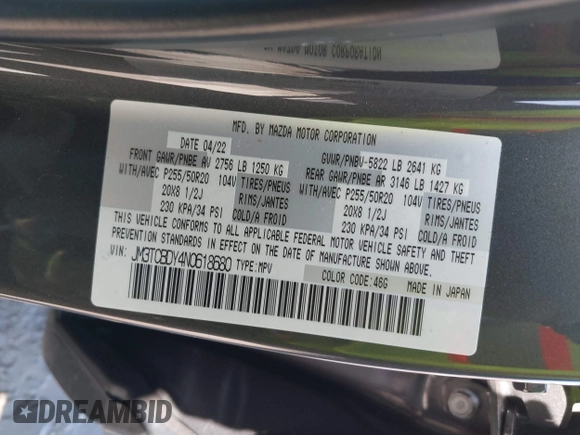 MFD. BY MAZDA MOTOR CORPORATION
DATE 04/22 GVWR/PNBV-5822 LB 2641 KG
FRONT GAWR/PNBE AV 2756 LB 1250 KG REAR GAWR/PNBE AR 3146 LB 1427 KG
WITH/AVEC P255/50R20 104V TIRES/PNEUS WITH/AVEC P255/50R20 104V TIRES/PNEUS
20X8 1/2J RIMS/JANTES 20X8 1/2J RIMS/JANTES
230 KPA/34 PSI COLD/A FROID 230 KPA/34 PSI COLD/A FROID
THIS VEHICLE CONFORMS TO ALL APPLICABLE FEDERAL MOTOR VEHICLE SAFETY AND THEFT
PREVENTION STANDARDS IN EFFECT ON THE DATE OF MANUFACTURE SHOWN ABOVE.
VIN: JM3TCBDY4N0618680 TYPE:MPV
COLOR CODE:46G MADE IN JAPAN
DREAMBID